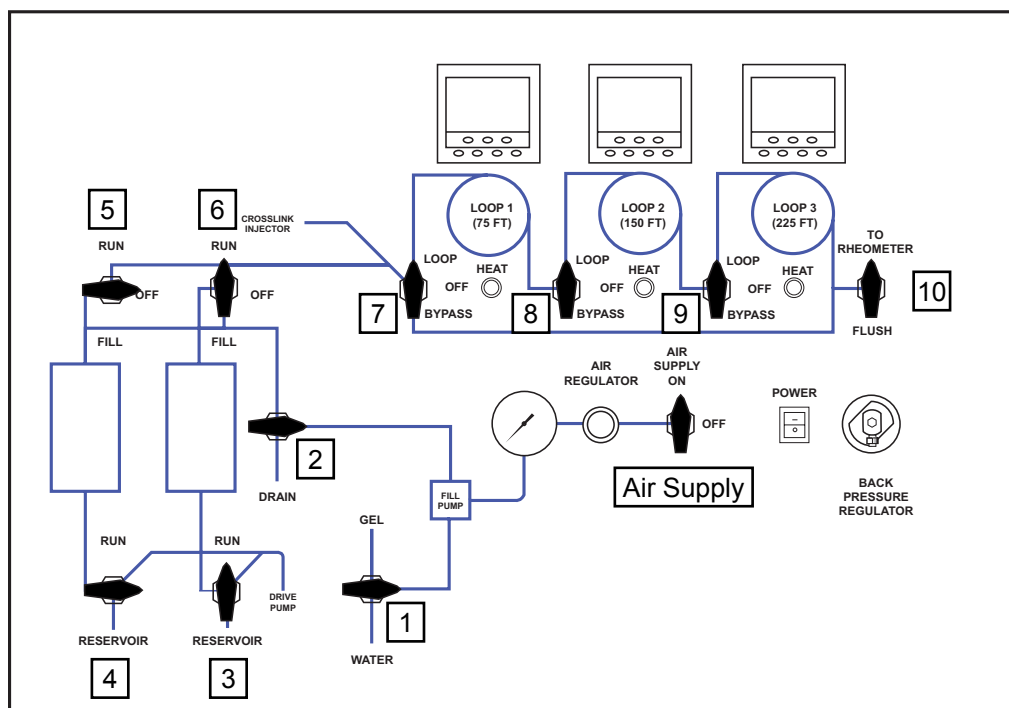 5
6
CROSSLINK
INJECTOR
RUN
RUN
OFF
OFF
FILL
FILL
LOOP 1
(75 FT)
LOOP 2
(150 FT)
LOOP 3
(225 FT)
LOOP
HEAT
OFF
BYPASS
7
LOOP
HEAT
OFF
BYPASS
8
LOOP
HEAT
OFF
BYPASS
9
TO
RHEOMETER
10
FLUSH
AIR
REGULATOR
AIR
SUPPLY
ON
OFF
Air Supply
POWER
BACK
PRESSURE
REGULATOR
2
DRAIN
FILL
PUMP
GEL
1
WATER
RUN
RUN
DRIVE
PUMP
RESERVOIR
RESERVOIR
4
3